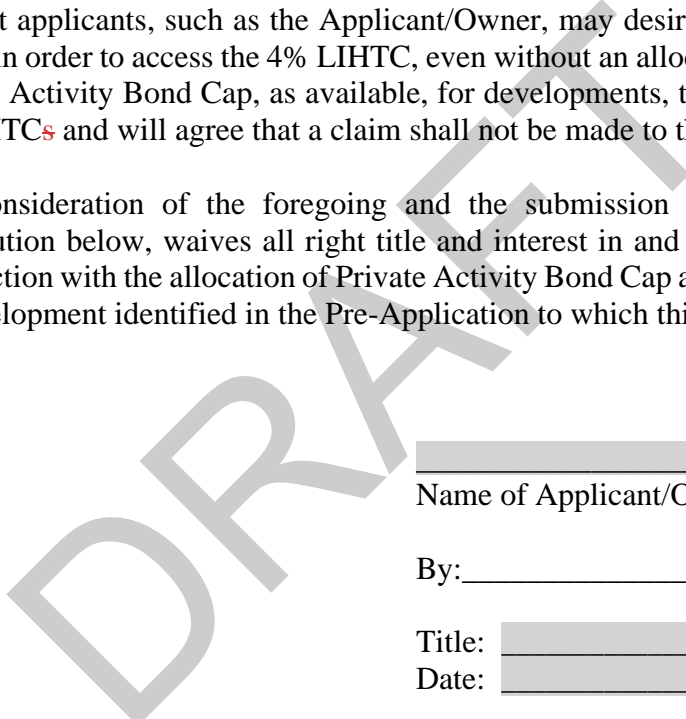 t applicants, such as the Applicant/Owner, may desir
in order to access the 4% LIHTC, even without an alloc
Activity Bond Cap, as available, for developments, t
ITCs and will agree that a claim shall not be made to th
onsideration of the foregoing and the submission
ution below, waives all right title and interest in and
ction with the allocation of Private Activity Bond Cap a
elopment identified in the Pre-Application to which thi
DRAFT
Name of Applicant/O
By:
Title:
Date: